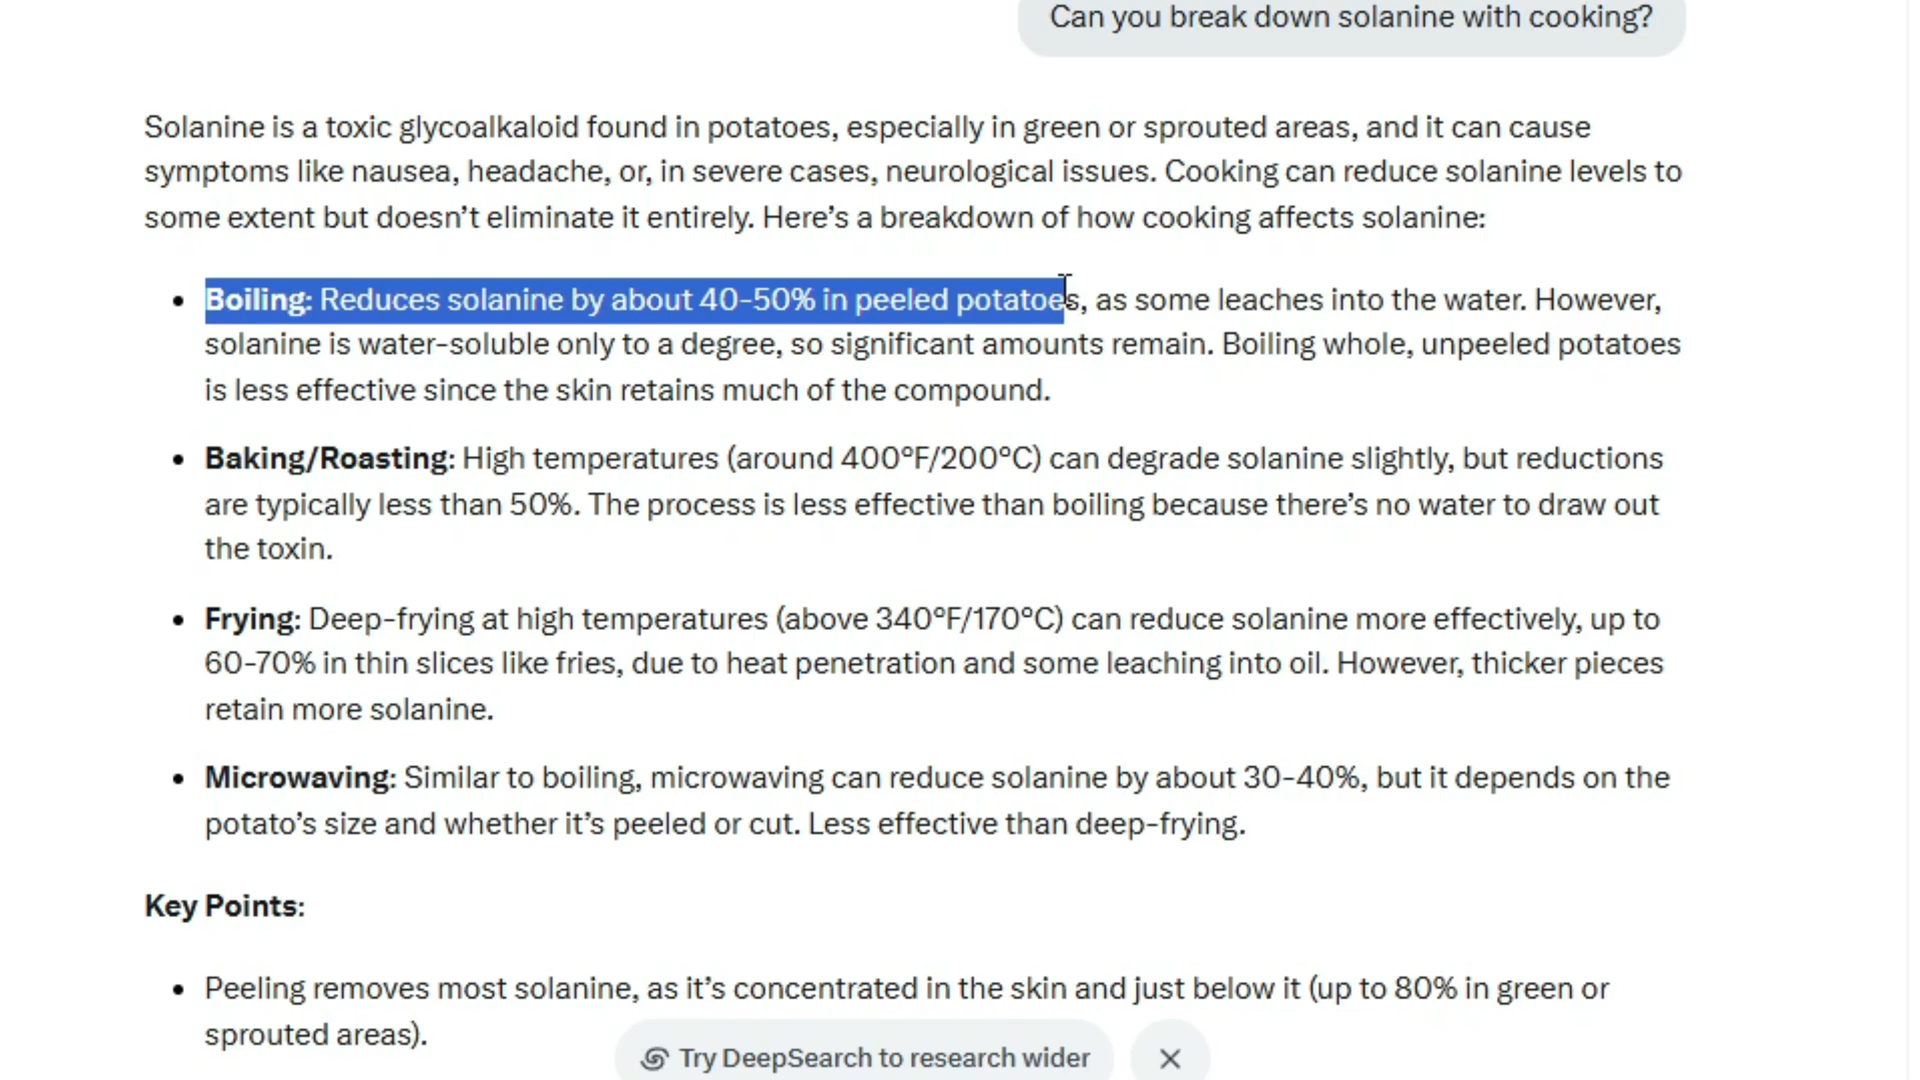 Can you break down solanine with cooking?
Solanine is a toxic glycoalkaloid found in potatoes, especially in green or sprouted areas, and it can cause
symptoms like nausea, headache, or, in severe cases, neurological issues. Cooking can reduce solanine levels to
some extent but doesn’t eliminate it entirely. Here’s a breakdown of how cooking affects solanine:
• Boiling: Reduces solanine by about 40-50% in peeled potatoes, as some leaches into the water. However,
solanine is water-soluble only to a degree, so significant amounts remain. Boiling whole, unpeeled potatoes
is less effective since the skin retains much of the compound.
• Baking/Roasting: High temperatures (around 400°F/200°C) can degrade solanine slightly, but reductions
are typically less than 50%. The process is less effective than boiling because there’s no water to draw out
the toxin.
• Frying: Deep-frying at high temperatures (above 340°F/170°C) can reduce solanine more effectively, up to
60-70% in thin slices like fries, due to heat penetration and some leaching into oil. However, thicker pieces
retain more solanine.
• Microwaving: Similar to boiling, microwaving can reduce solanine by about 30-40%, but it depends on the
potato’s size and whether it’s peeled or cut. Less effective than deep-frying.
Key Points:
• Peeling removes most solanine, as it’s concentrated in the skin and just below it (up to 80% in green or
sprouted areas).
Try DeepSearch to research wider